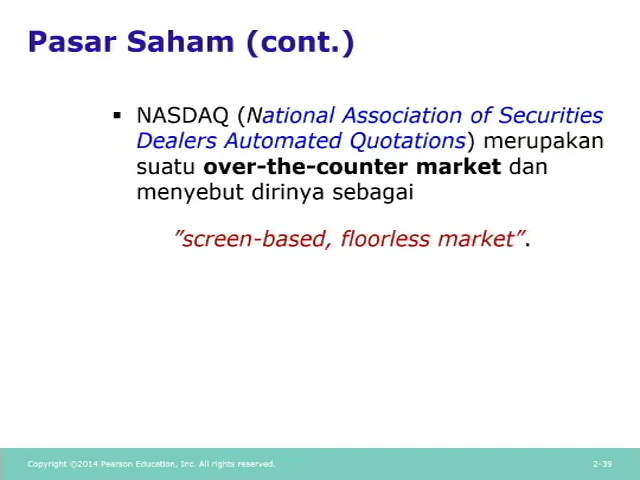 Pasar Saham (cont.)
▪ NASDAQ (National Association of Securities
Dealers Automated Quotations) merupakan
suatu over-the-counter market dan
menyebut dirinya sebagai
”screen-based, floorless market”.
Copyright ©2014 Pearson Education, Inc. All rights reserved.
2-39